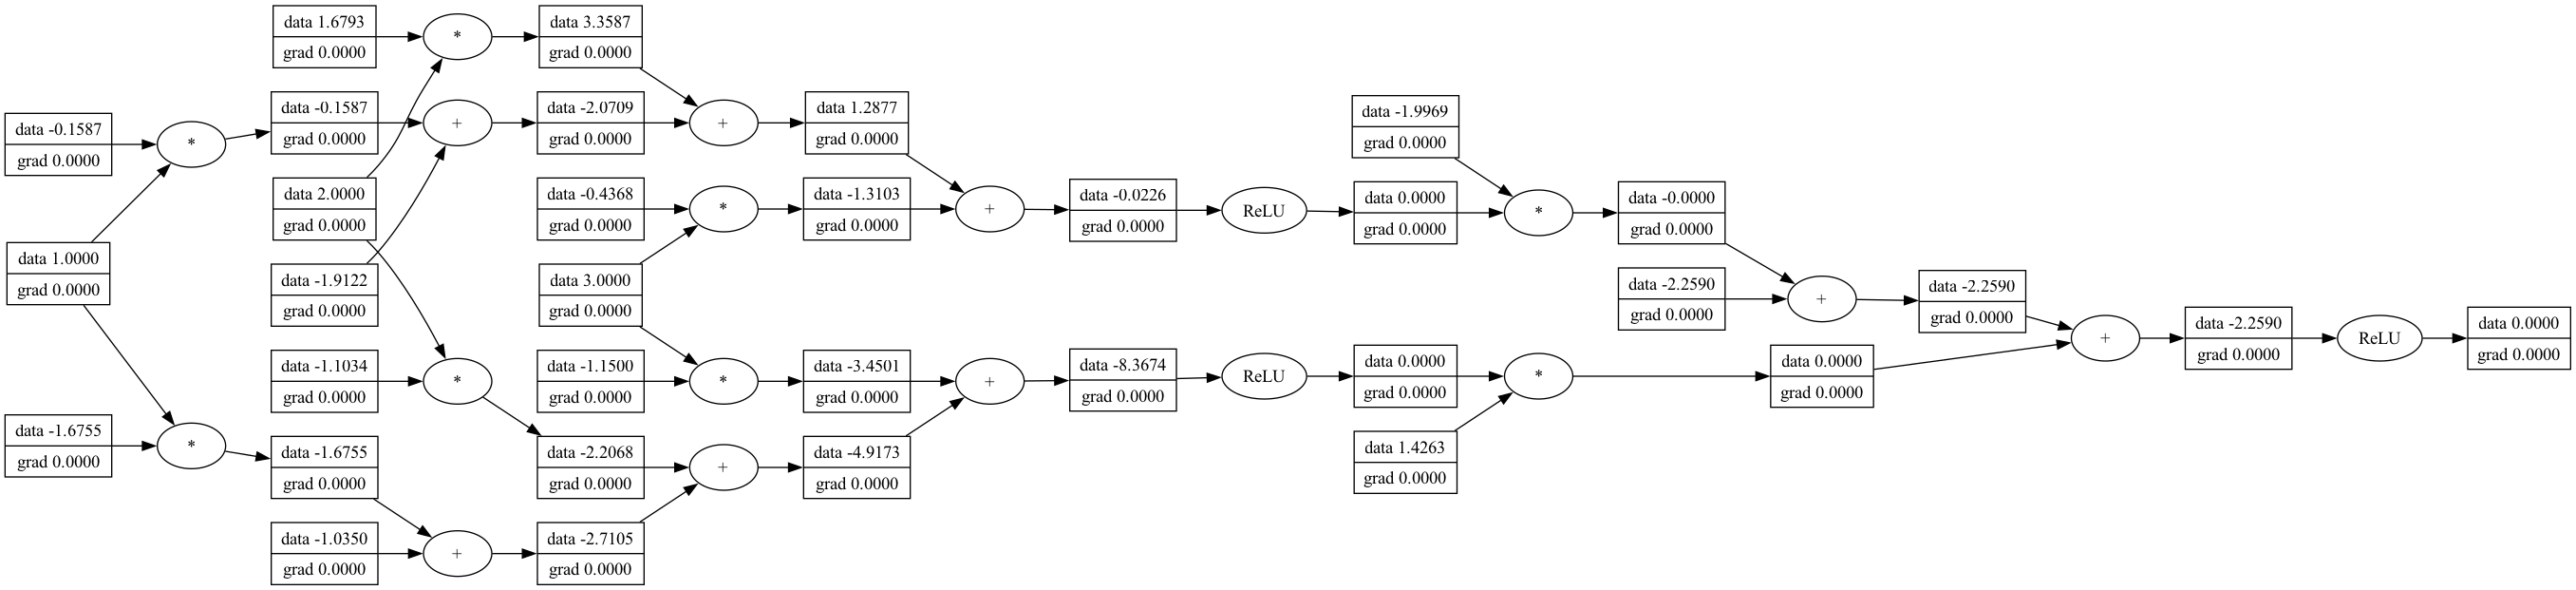 data -0.1587
grad 0.0000
data 1.0000
grad 0.0000
data -1.6755
grad 0.0000
*
*
data 1.6793
grad 0.0000
data -0.1587
grad 0.0000
data 2.0000
grad 0.0000
data -1.9122
grad 0.0000
data -1.1034
grad 0.0000
data -1.6755
grad 0.0000
data -1.0350
grad 0.0000
*
+
*
+
data 3.3587
grad 0.0000
data -2.0709
grad 0.0000
data -0.4368
grad 0.0000
data 3.0000
grad 0.0000
data -1.1500
grad 0.0000
data -2.2068
grad 0.0000
data -2.7105
grad 0.0000
+
*
*
+
data 1.2877
grad 0.0000
data -1.3103
grad 0.0000
data -3.4501
grad 0.0000
data -4.9173
grad 0.0000
+
+
data -0.0226
grad 0.0000
data -8.3674
grad 0.0000
ReLU
ReLU
data -1.9969
grad 0.0000
data 0.0000
grad 0.0000
data 0.0000
grad 0.0000
data 1.4263
grad 0.0000
*
*
data -0.0000
grad 0.0000
data -2.2590
grad 0.0000
+
data 0.0000
grad 0.0000
data -2.2590
grad 0.0000
+
data -2.2590
grad 0.0000
ReLU
data 0.0000
grad 0.0000